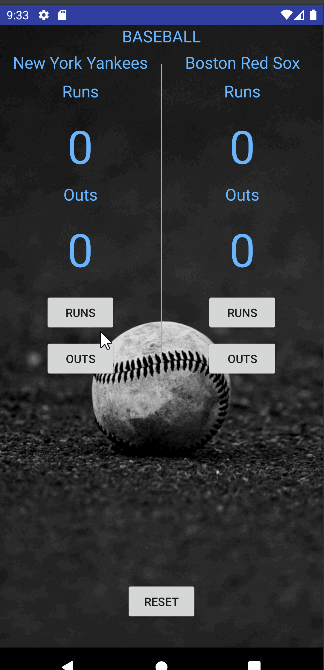 9:33
BASEBALL
New York Yankees
Boston Red Sox
Runs
Runs
0
0
Outs
Outs
0
0
RUNS
RUNS
OUTS
OUTS
RESET